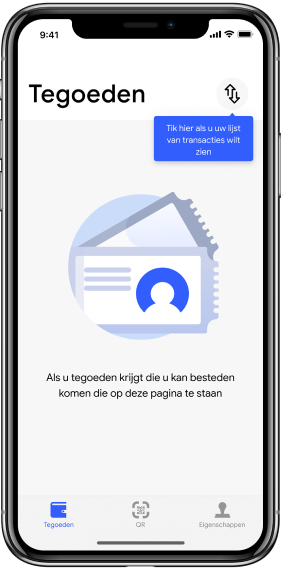 9:41
Tegoeden
Tik hier als u uw lijst
van transacties wilt
zien
Als u tegoeden krijgt die u kan besteden
komen die op deze pagina te staan
Tegoeden QR Eigenschappen